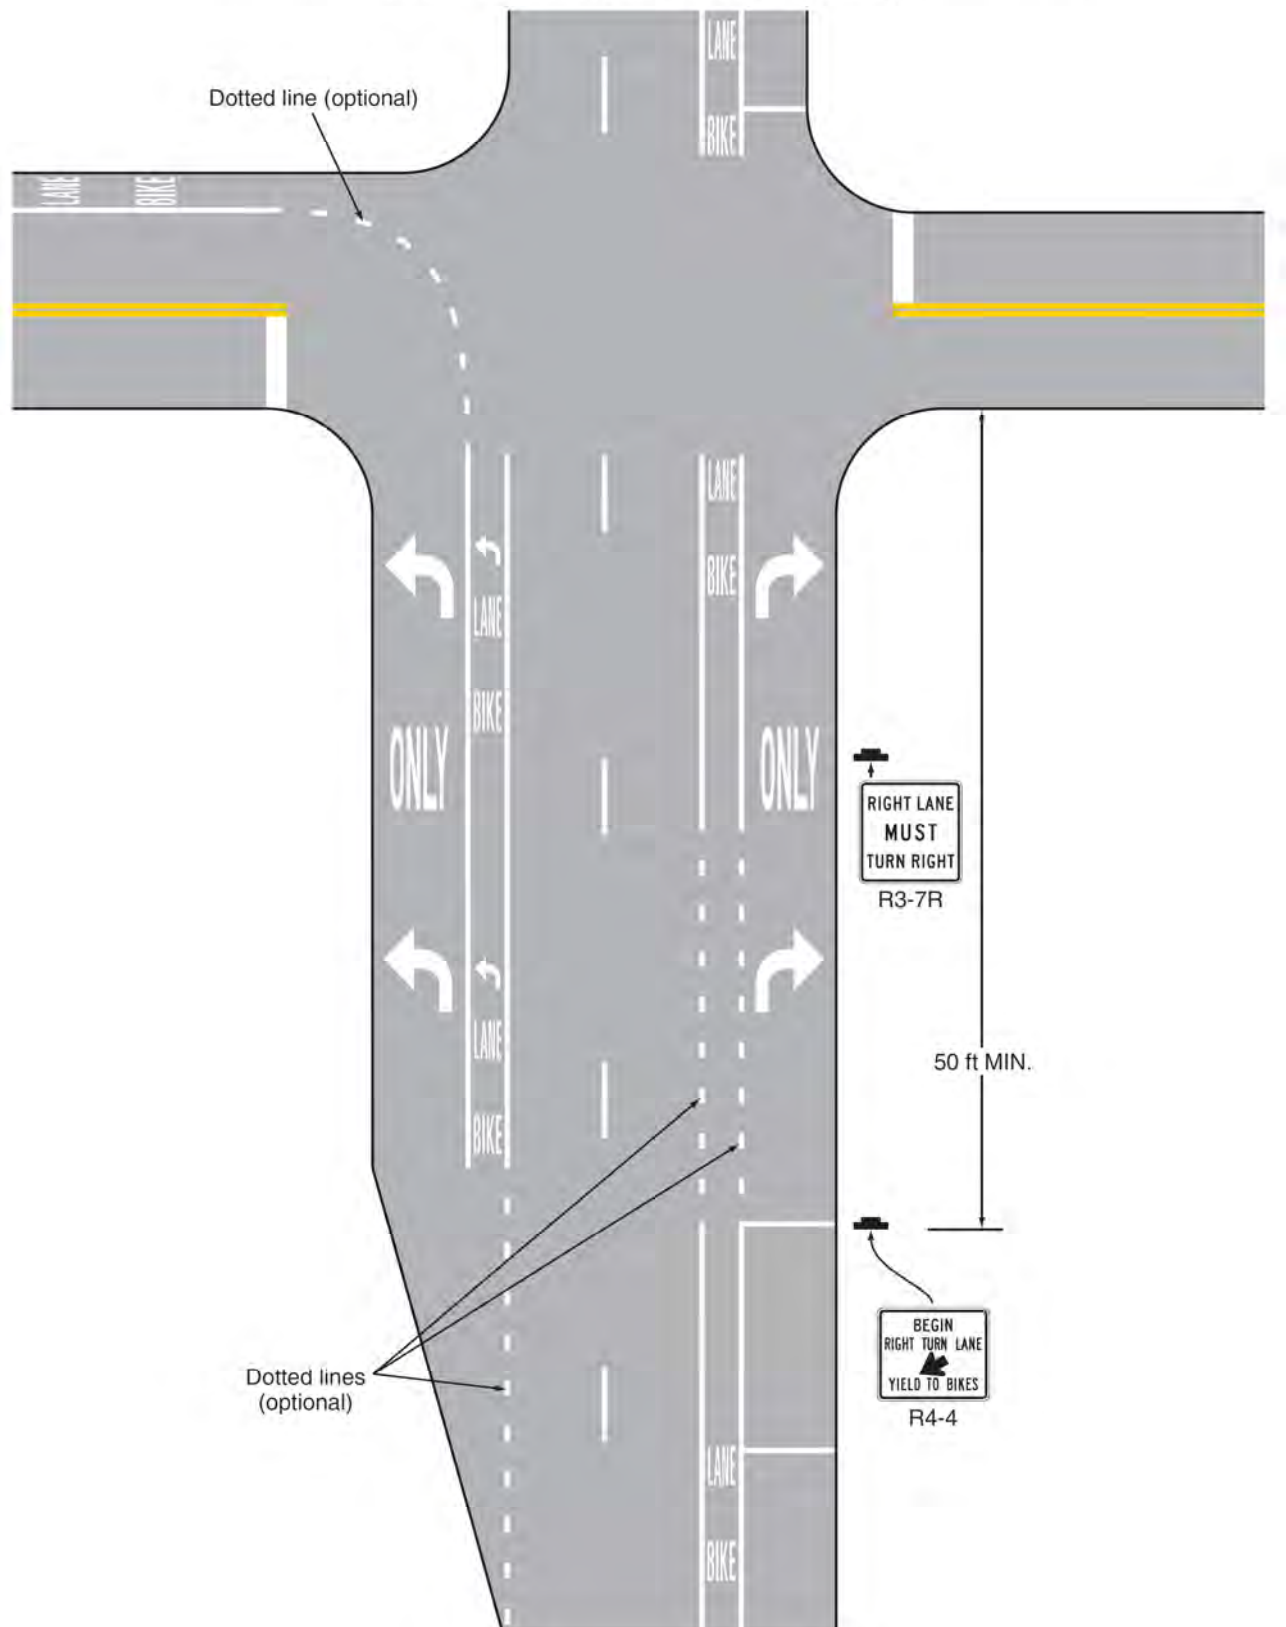 LANE
BIKE
Dotted line (optional)
LANE
BIKE
LANE
BIKE
LANE
BIKE
ONLY
ONLY
RIGHT LANE
MUST
TURN RIGHT
R3-7R
LANE
BIKE
50 ft MIN.
Dotted lines
(optional)
BEGIN
RIGHT TURN LANE
YIELD TO BIKES
R4-4
LANE
BIKE